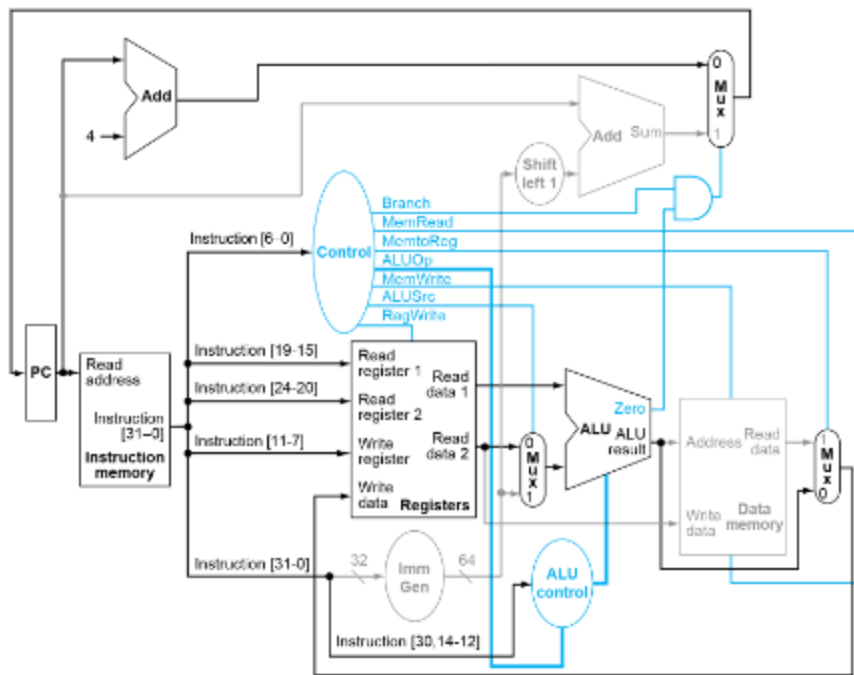 0
Mux
1
Add
4
Add
Sum
Shift
left 1
Branch
MemRead
MemtoReg
ALUOp
MemWrite
ALUSrc
RegWrite
Control
Instruction [6-0]
PC
Read
address
Instruction
[31–0]
Instruction
memory
Instruction [19-15]
Instruction [24-20]
Instruction [11-7]
Read
register 1
Read
register 2
Write
register
Write
data
Read
data 1
Read
data 2
Registers
0
Mux
1
Zero
ALU
ALU
result
Address
Read
data
Write
data
Data
memory
1
Mux
0
Instruction [31-0]
32
Imm
Gen
64
ALU
control
Instruction [30,14-12]